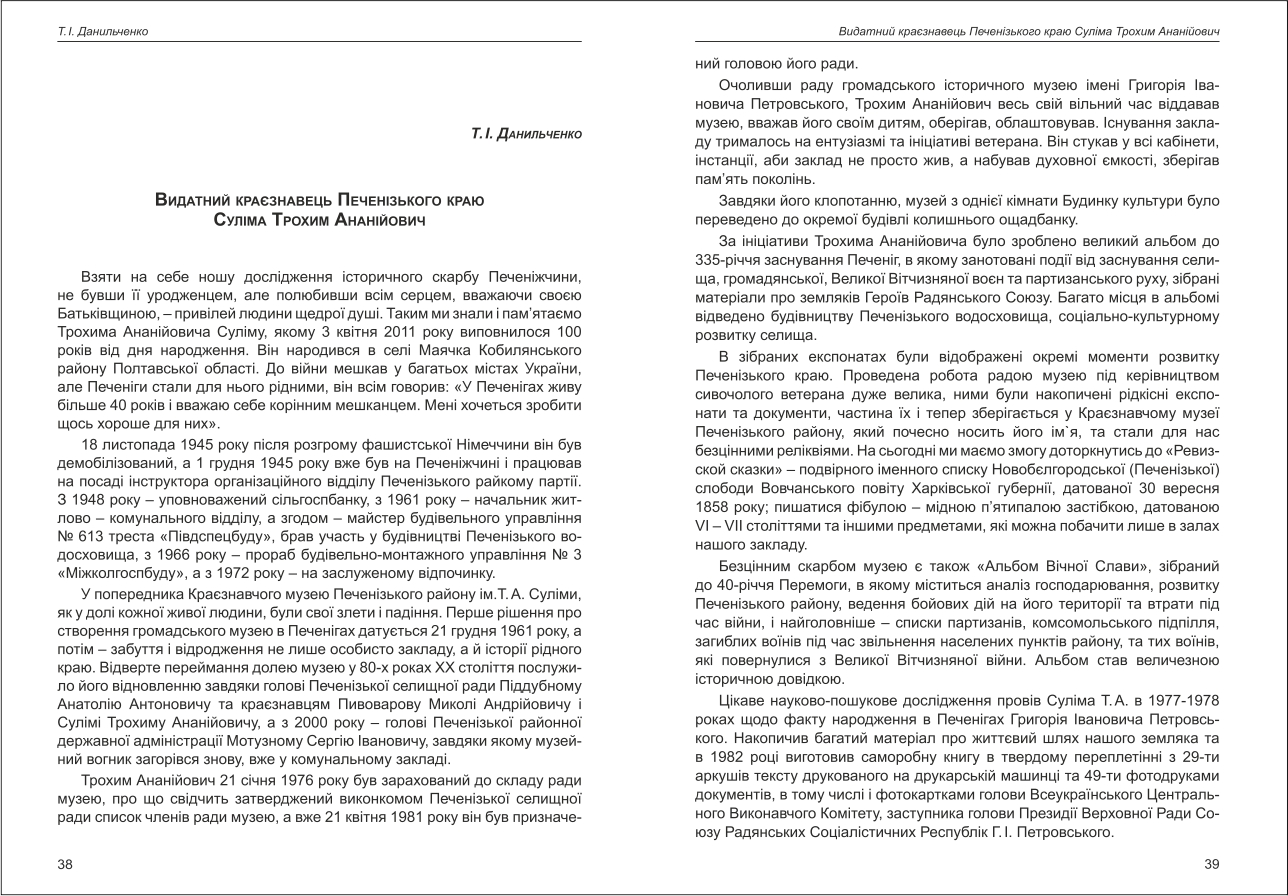 Т. І. Данильченко
Т. І. Данильченко
Видатний краєзнавець Печенізького краю
Суліма Трохим Ананійович
Взяти на себе ношу дослідження історичного скарбу Печеніжчини,
не бувши її уродженцем, але полюбивши всім серцем, вважаючи своєю
Батьківщиною, – привілей людини щедрої душі. Таким ми знали і пам’ятаємо
Трохима Ананійовича Суліму, якому 3 квітня 2011 року виповнилося 100
років від дня народження. Він народився в селі Маячка Кобилянського
району Полтавської області. До війни мешкав у багатьох містах України,
але Печеніги стали для нього рідними, він всім говорив: «У Печенігах живу
більше 40 років і вважаю себе корінним мешканцем. Мені хочеться зробити
щось хороше для них».
18 листопада 1945 року після розгрому фашистської Німеччини він був
демобілізований, а 1 грудня 1945 року вже був на Печеніжчині і працював
на посаді інструктора організаційного відділу Печенізького райкому партії.
З 1948 року – уповноважений сільгоспбанку, з 1961 року – начальник жит-
лово – комунального відділу, а згодом – майстер будівельного управління
№ 613 треста «Південспецбуду», брав участь у будівництві Печенізького во-
досховища, з 1966 року – прораб будівельно-монтажного управління № 3
«Міжколгоспбуду», а з 1972 року – на заслуженому відпочинку.
У попередника Краєзнавчого музею Печенізького району ім.Т. А. Суліми,
як у долі кожної живої людини, були свої злети і падіння. Перше рішення про
створення громадського музею в Печенігах датується 21 грудня 1961 року, а
потім – забуття і відродження не лише особисто закладу, а й історії рідного
краю. Відверте переймання долею музею у 80-х роках ХХ століття послужи-
ло його відновленню завдяки голові Печенізької селищної ради Піддубному
Анатолію Антоновичу та краєзнавцям Пивоварову Миколі Андрійовичу і
Сулімі Трохиму Ананійовичу, а з 2000 року – голові Печенізької районної
державної адміністрації Мотузному Сергію Івановичу, завдяки якому музей-
ний вогник загорівся знову, вже у комунальному закладі.
Трохим Ананійович 21 січня 1976 року був зарахований до складу ради
музею, про що свідчить затверджений виконкомом Печенізької селищної
ради список членів ради музею, а вже 21 квітня 1981 року він був призначе-
38
Видатний краєзнавець Печенізького краю Суліма Трохим Ананійович
ний головою його ради.
Очоливши раду громадського історичного музею імені Григорія Іва-
новича Петровського, Трохим Ананійович весь свій вільний час віддавав
музею, вважав його своїм дитям, оберігав, облаштовував. Існування закла-
ду трималось на ентузіазмі та ініціативі ветерана. Він стукав у всі кабінети,
інстанції, аби заклад не просто жив, а набував духовної ємкості, зберігав
пам’ять поколінь.
Завдяки його клопотанню, музей з однієї кімнати Будинку культури було
переведено до окремої будівлі колишнього ощадбанку.
За ініціативи Трохима Ананійовича було зроблено великий альбом до
335-річчя заснування Печеніг, в якому занотовані події від заснування сели-
ща, громадянської, Великої Вітчизняної воєн та партизанського руху, зібрані
матеріали про земляків Героїв Радянського Союзу. Багато місця в альбомі
відведено будівництву Печенізького водосховища, соціально-культурному
розвитку селища.
В зібраних експонатах були відображені окремі моменти розвитку
Печенізького краю. Проведена робота радою музею під керівництвом
сивочолого ветерана дуже велика, ними були накопичені рідкісні експо-
нати та документи, частина їх і тепер зберігається у Краєзнавчому музеї
Печенізького району, який почесно носить його ім`я, та стали для нас
безцінними реліквіями. На сьогодні ми маємо змогу доторкнутись до «Ревиз-
ской сказки» – подвірного іменного списку Новобєлгородської (Печенізької)
слободи Вовчанського повіту Харківської губернії, датованої 30 вересня
1858 року; пишатися фібулою – мідною п’ятипалою застібкою, датованою
VI – VII століттями та іншими предметами, які можна побачити лише в залах
нашого закладу.
Безцінним скарбом музею є також «Альбом Вічної Слави», зібраний
до 40-річчя Перемоги, в якому міститься аналіз господарювання, розвитку
Печенізького району, ведення бойових дій на його території та втрати під
час війни, і найголовніше – списки партизанів, комсомольського підпілля,
загиблих воїнів під час звільнення населених пунктів району, та тих воїнів,
які повернулися з Великої Вітчизняної війни. Альбом став величезною
історичною довідкою.
Цікаве науково-пошукове дослідження провів Суліма Т. А. в 1977-1978
роках щодо факту народження в Печенігах Григорія Івановича Петровсь-
кого. Накопичив багатий матеріал про життєвий шлях нашого земляка та
в 1982 році виготовив саморобну книгу в твердому переплетінні з 29-ти
аркушів тексту друкованого на друкарській машинці та 49-ти фотодруками
документів, в тому числі і фотокартками голови Всеукраїнського Централь-
ного Виконавчого Комітету, заступника голови Президії Верховної Ради Со-
юзу Радянських Соціалістичних Республік Г. І. Петровського.
39